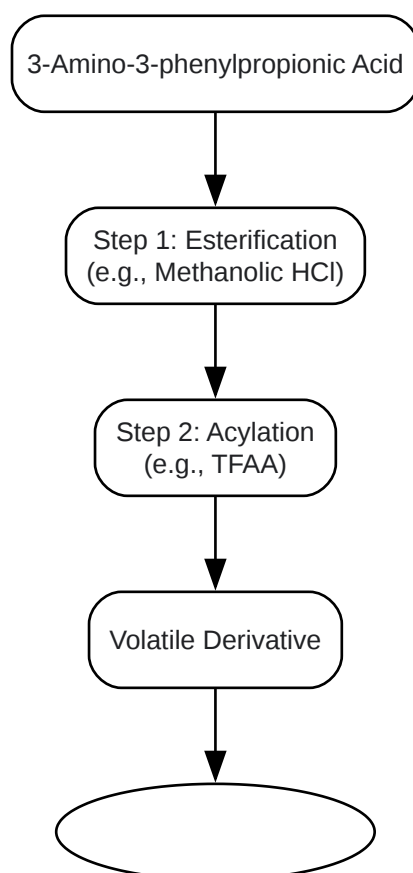 3-Amino-3-phenylpropionic Acid
Step 1: Esterification
(e.g., Methanolic HCl)
Step 2: Acylation
(e.g., TFAA)
Volatile Derivative